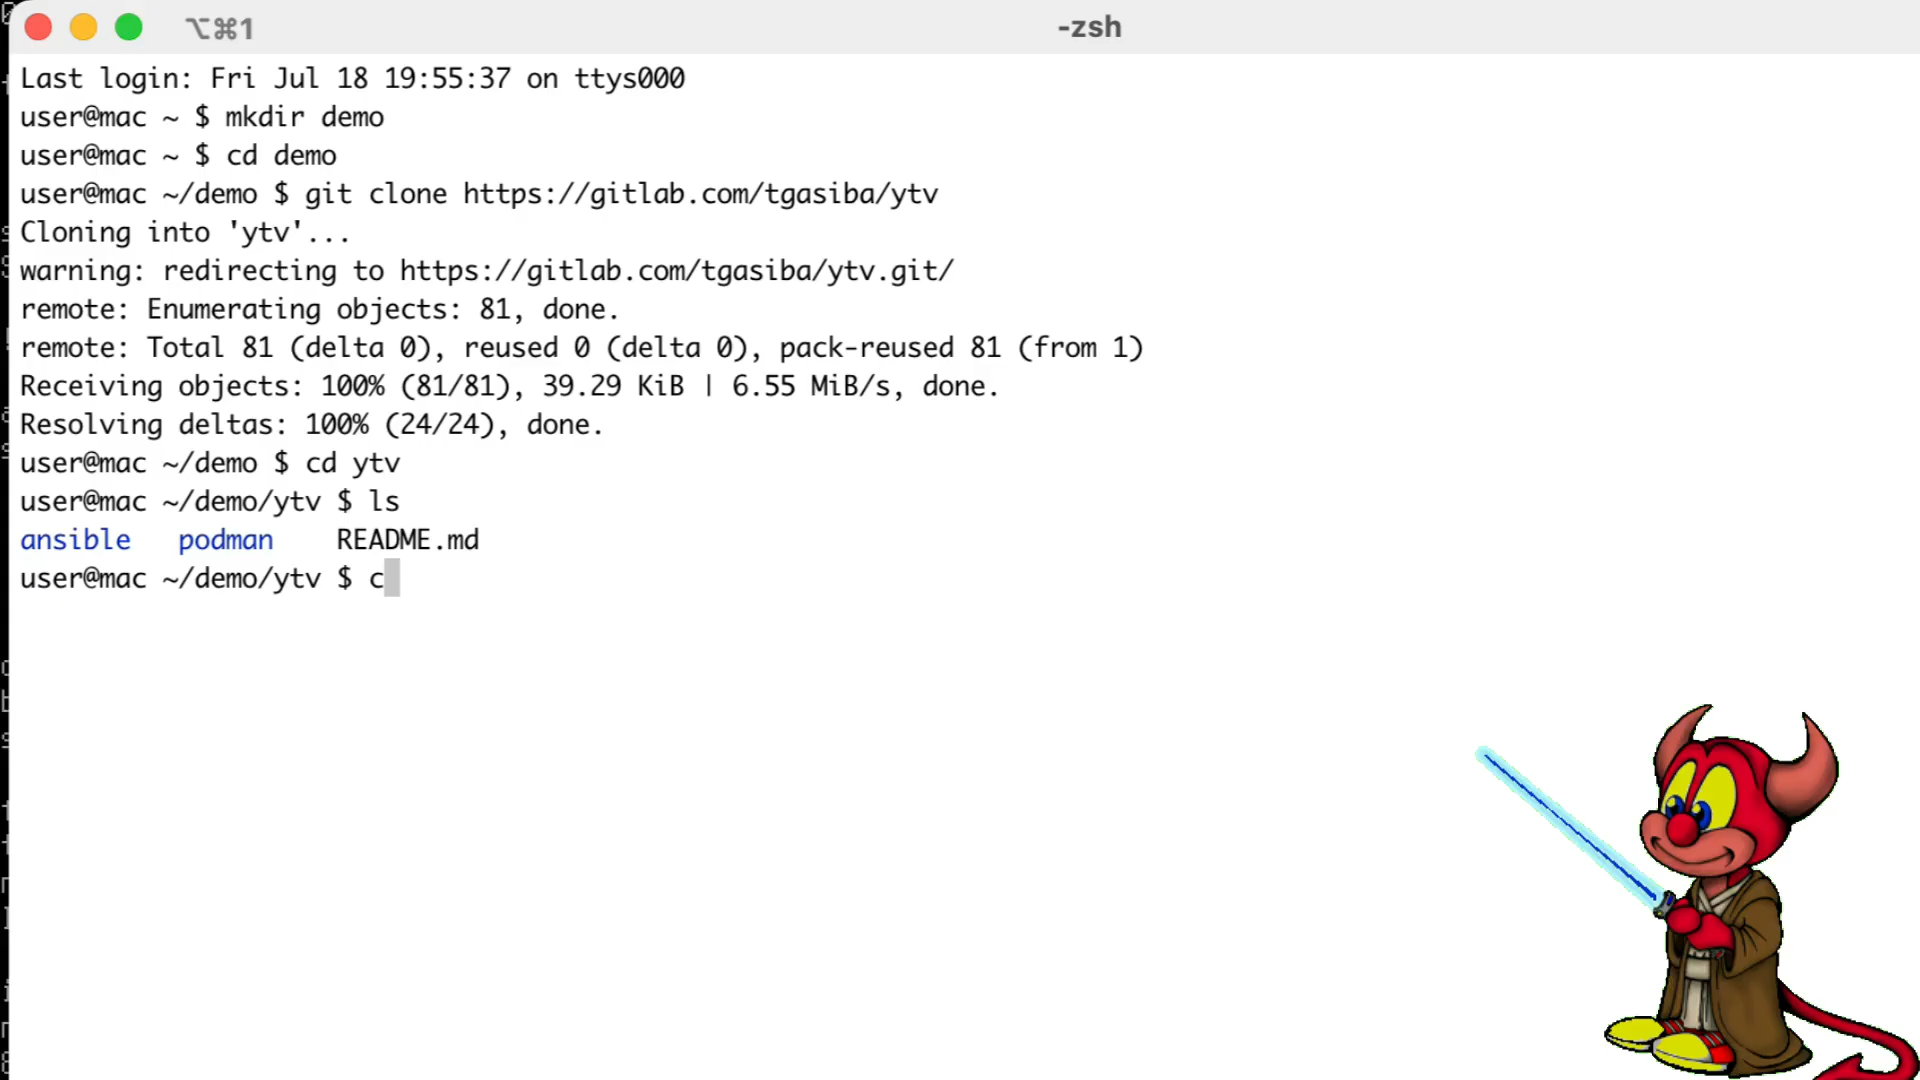 ⌥⌘1
-zsh
Last login: Fri Jul 18 19:55:37 on ttys000
user@mac ~ $ mkdir demo
user@mac ~ $ cd demo
user@mac ~/demo $ git clone https://gitlab.com/tgasiba/ytv
Cloning into 'ytv'...
warning: redirecting to https://gitlab.com/tgasiba/ytv.git/
remote: Enumerating objects: 81, done.
remote: Total 81 (delta 0), reused 0 (delta 0), pack-reused 81 (from 1)
Receiving objects: 100% (81/81), 39.29 KiB | 6.55 MiB/s, done.
Resolving deltas: 100% (24/24), done.
user@mac ~/demo $ cd ytv
user@mac ~/demo/ytv $ ls
ansible podman README.md
user@mac ~/demo/ytv $ c